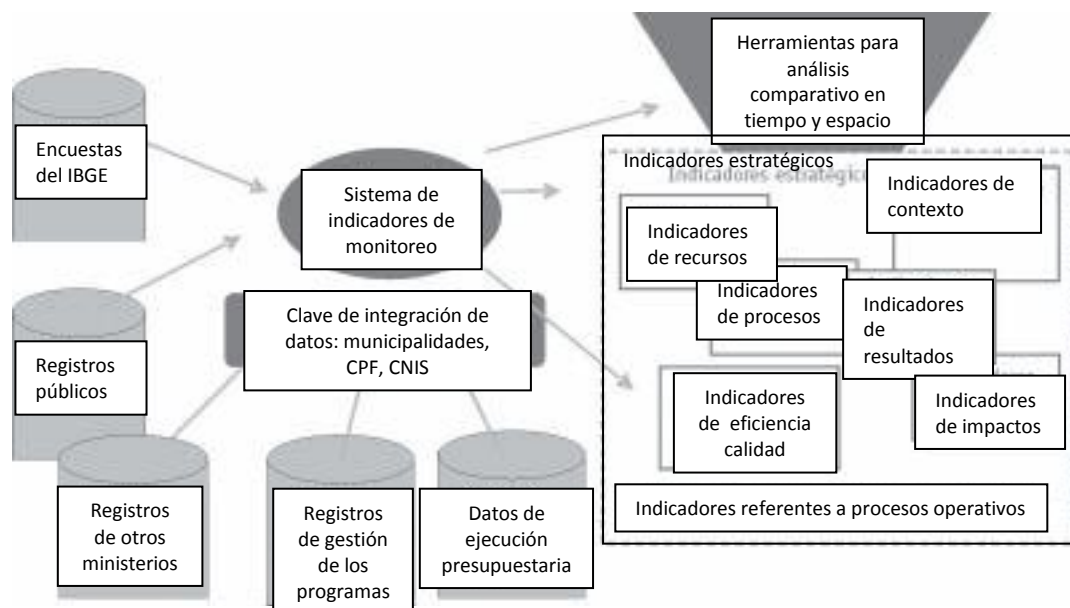 Herramientas para
análisis
comparativo en
tiempo y espacio
Encuestas
del IBGE
Sistema de
indicadores de
monitoreo
Indicadores estratégicos
Indicadores estratégic
Indicadores de
contexto
Indicadores
de recursos
Indicadores
de procesos
Indicadores
de
resultados
Clave de integración de
datos: municipalidades,
CPF, CNIS
Registros
públicos
Indicadores
de eficiencia
calidad
Indicadores
de impactos
Registros
de otros
ministerios
Registros
de gestión
de los
programas
Datos de
ejecución
presupuestaria
Indicadores referentes a procesos operativos